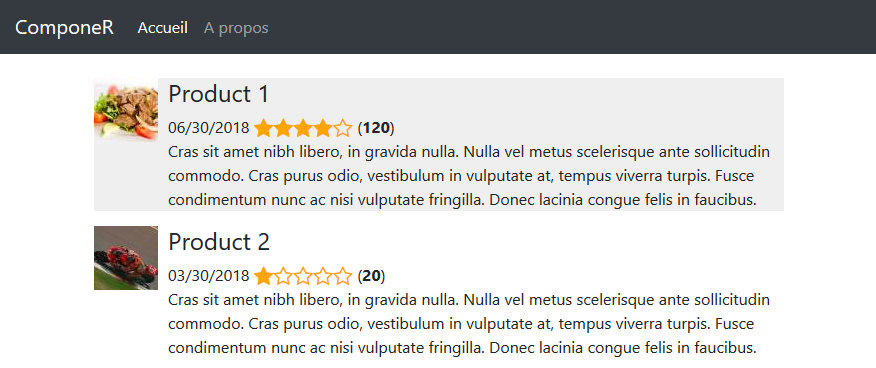 ComponeR Accueil A propos
Product 1
06/30/2018 (120)
Cras sit amet nibh libero, in gravida nulla. Nulla vel metus scelerisque ante sollicitudin
commodo. Cras purus odio, vestibulum in vulputate at, tempus viverra turpis. Fusce
condimentum nunc ac nisi vulputate fringilla. Donec lacinia congue felis in faucibus.
Product 2
03/30/2018 (20)
Cras sit amet nibh libero, in gravida nulla. Nulla vel metus scelerisque ante sollicitudin
commodo. Cras purus odio, vestibulum in vulputate at, tempus viverra turpis. Fusce
condimentum nunc ac nisi vulputate fringilla. Donec lacinia congue felis in faucibus.